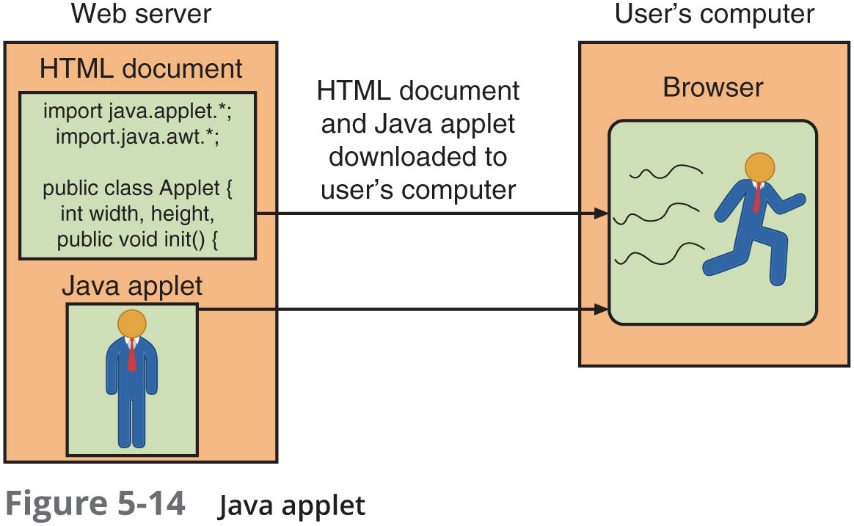 Web server
HTML document
import java.applet.*;
import.java.awt.*;
public class Applet {
int width, height,
public void init() {
Java applet
HTML document
and Java applet
downloaded to
user's computer
User's computer
Browser
Figure 5-14 Java applet